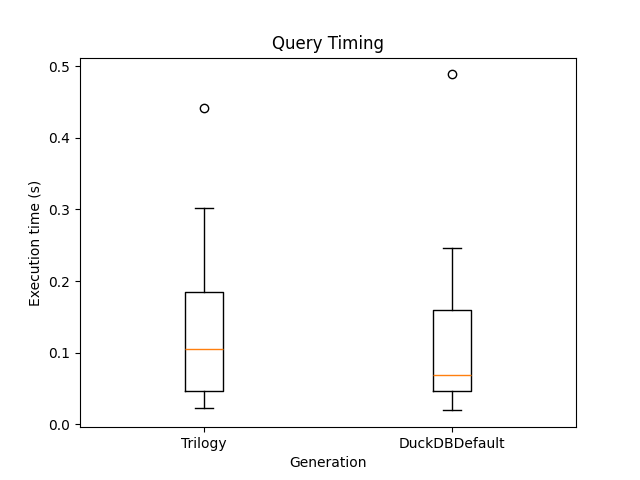 Query Timing
Execution time (s)
0.5
0.4
0.3
0.2
0.1
0.0
Trilogy
DuckDBDefault
Generation